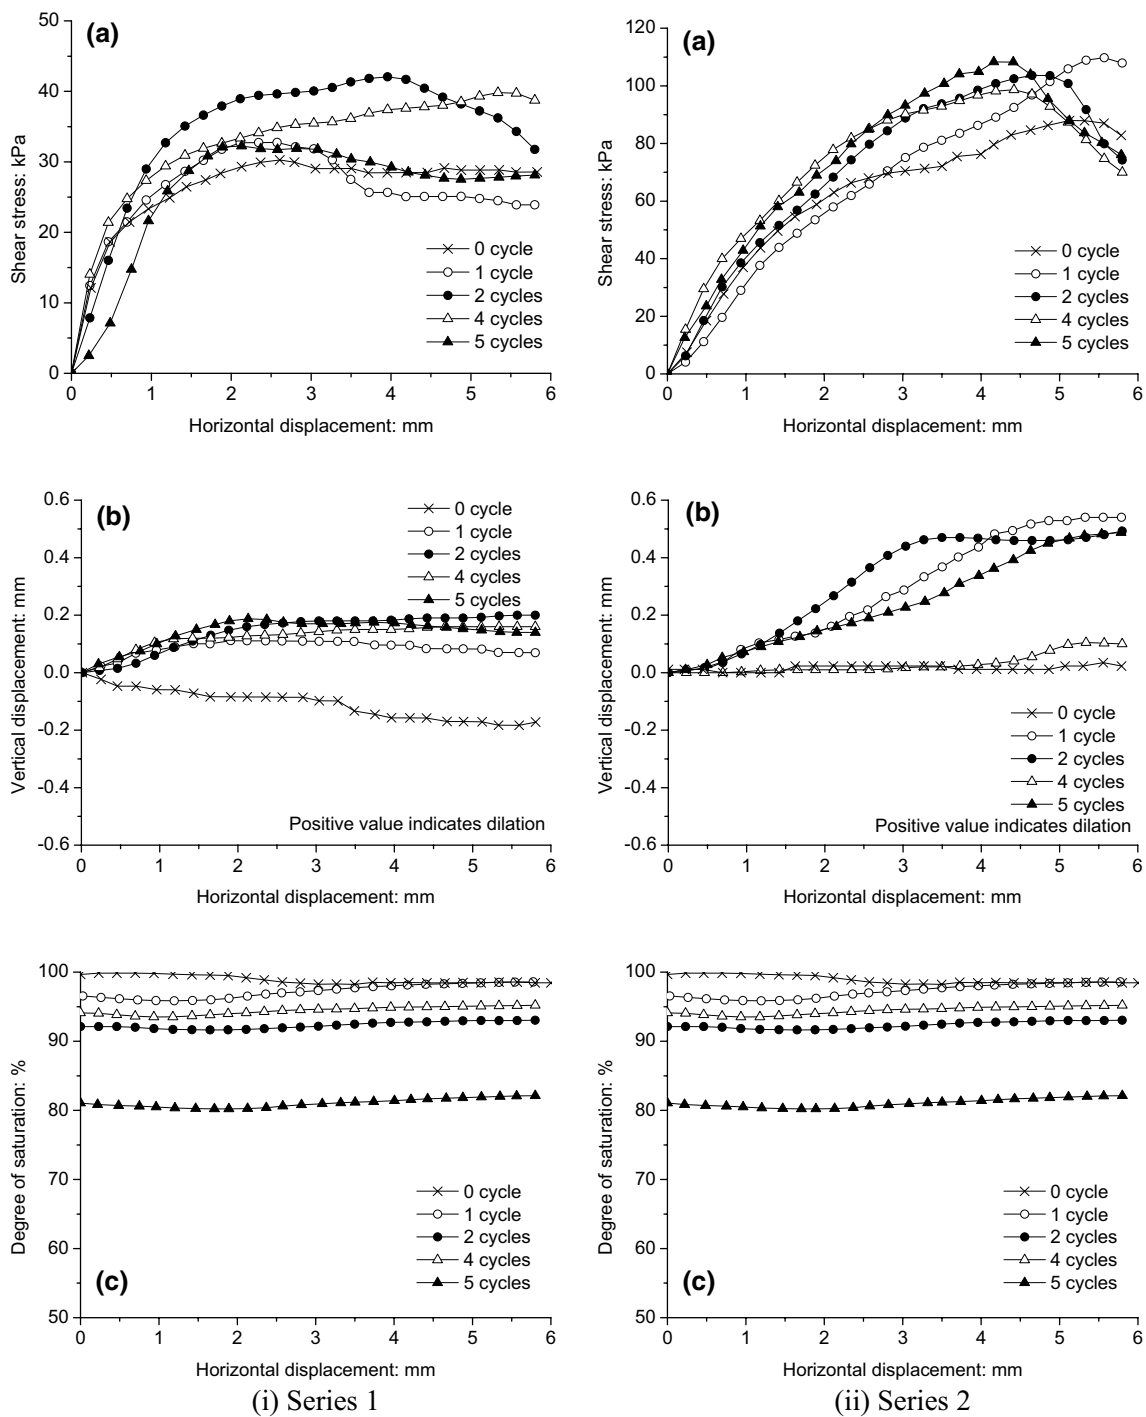 (a)
50
40
30
20
10
0
Shear stress: kPa
0 cycle
1 cycle
2 cycles
4 cycles
5 cycles
0 1 2 3 4 5 6
Horizontal displacement: mm
(a)
120
100
80
60
40
20
0
Shear stress: kPa
0 cycle
1 cycle
2 cycles
4 cycles
5 cycles
0 1 2 3 4 5 6
Horizontal displacement: mm
(b)
0.6
0.4
0.2
0.0
-0.2
-0.4
-0.6
Vertical displacement: mm
0 cycle
1 cycle
2 cycles
4 cycles
5 cycles
Positive value indicates dilation
0 1 2 3 4 5 6
Horizontal displacement: mm
(b)
0.6
0.4
0.2
0.0
-0.2
-0.4
-0.6
Vertical displacement: mm
0 cycle
1 cycle
2 cycles
4 cycles
5 cycles
Positive value indicates dilation
0 1 2 3 4 5 6
Horizontal displacement: mm
100
90
80
70
60
50
Degree of saturation: %
0 cycle
1 cycle
2 cycles
4 cycles
5 cycles
(c)
0 1 2 3 4 5 6
Horizontal displacement: mm
(i) Series 1
100
90
80
70
60
50
Degree of saturation: %
0 cycle
1 cycle
2 cycles
4 cycles
5 cycles
(c)
0 1 2 3 4 5 6
Horizontal displacement: mm
(ii) Series 2